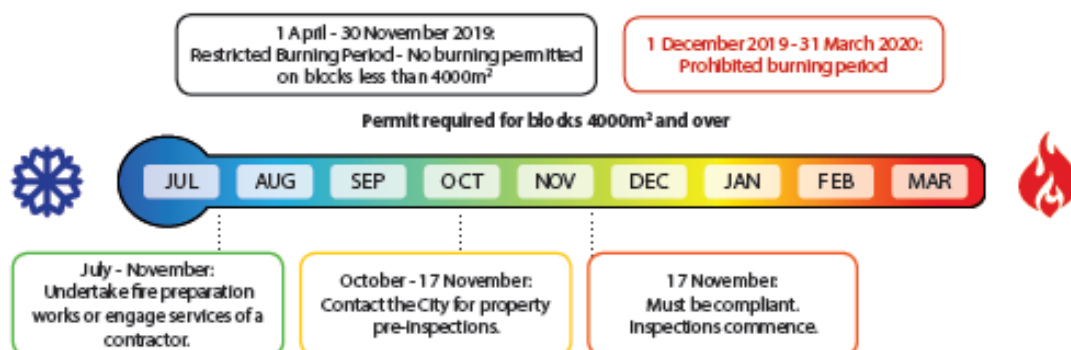 1 April - 30 November 2019:
Restricted Burning Period - No burning permitted
on blocks less than 4000m²
1 December 2019 - 31 March 2020:
Prohibited burning period
Permit required for blocks 4000m² and over
JUL AUG SEP OCT NOV DEC JAN FEB MAR
July - November:
Undertake fire preparation
works or engage services of a
contractor.
October - 17 November:
Contact the City for property
pre-inspections.
17 November:
Must be compliant.
Inspections commence.